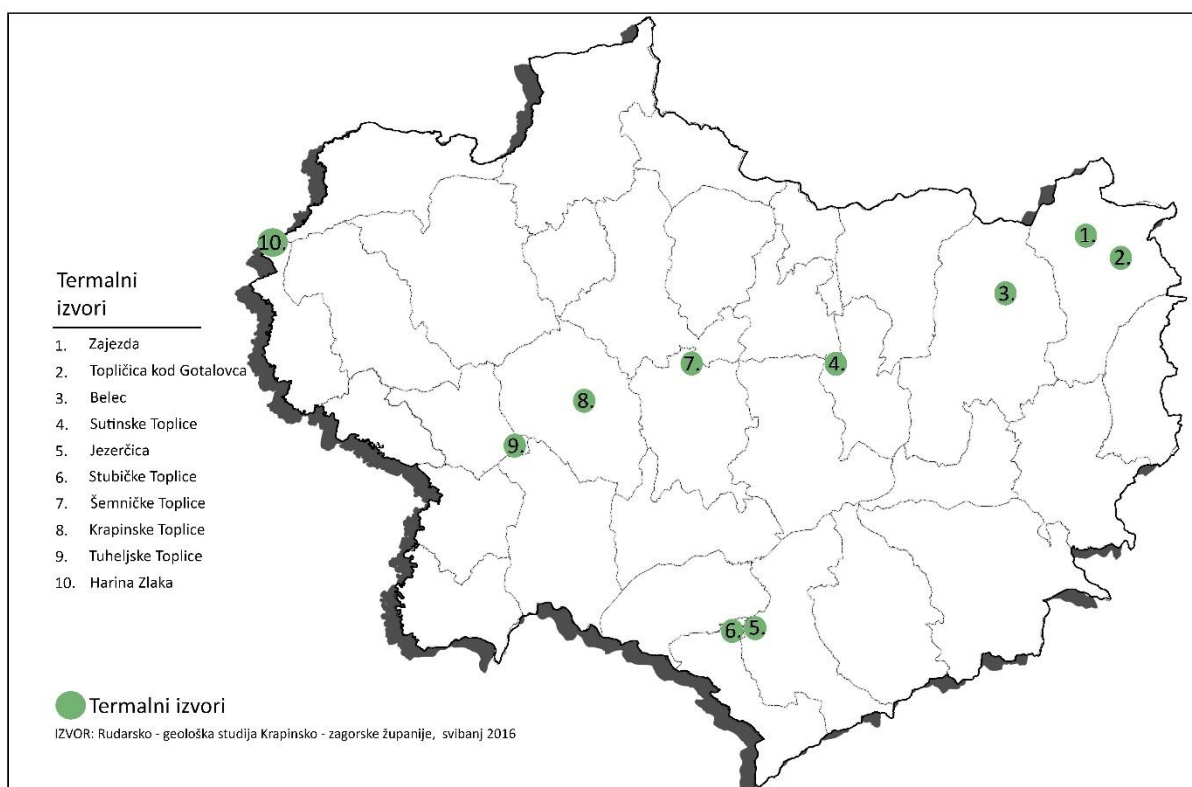 10.
1.
2.
3.
7.
4.
8.
9.
6.
5.
Termalni
izvori
1. Zajezda
2. Topličica kod Gotalovca
3. Belec
4. Sutinske Toplice
5. Jezerčica
6. Stubičke Toplice
7. Šemničke Toplice
8. Krapinske Toplice
9. Tuheljske Toplice
10. Harina Zlaka
Termalni izvori
IZVOR: Rudarsko - geološka studija Krapinsko - zagorske županije, svibanj 2016